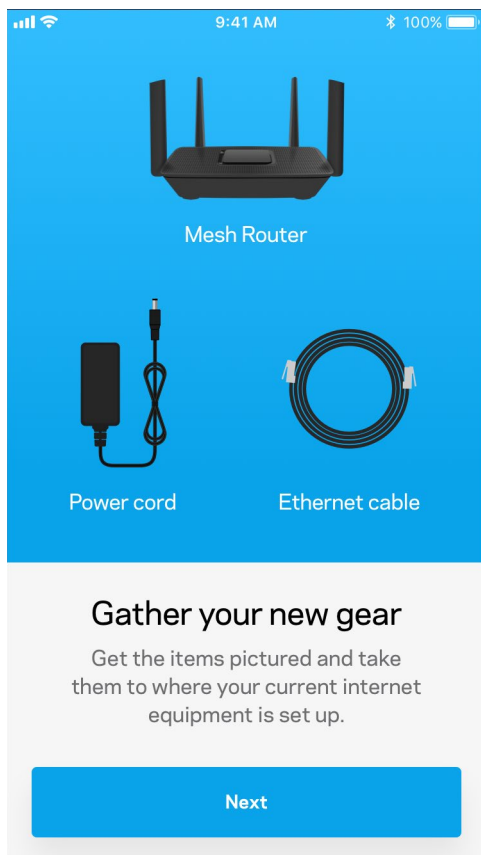 9:41 AM
100%
Mesh Router
Power cord
Ethernet cable
Gather your new gear
Get the items pictured and take
them to where your current internet
equipment is set up.
Next